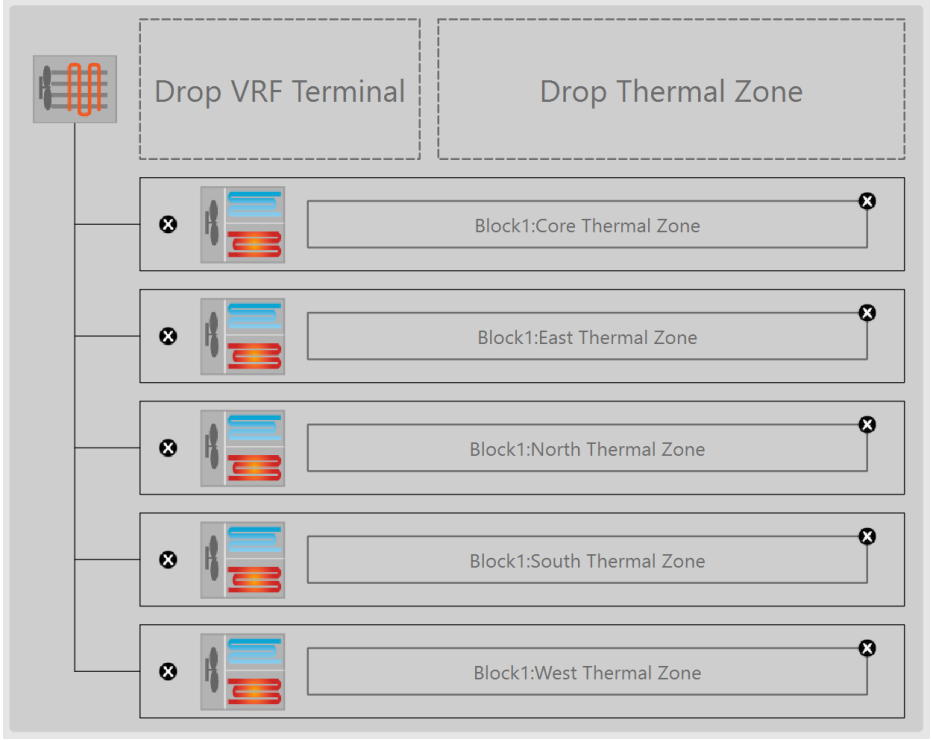 Drop VRF Terminal
Drop Thermal Zone
Block1:Core Thermal Zone
Block1:East Thermal Zone
Block1:North Thermal Zone
Block1:South Thermal Zone
Block1:West Thermal Zone